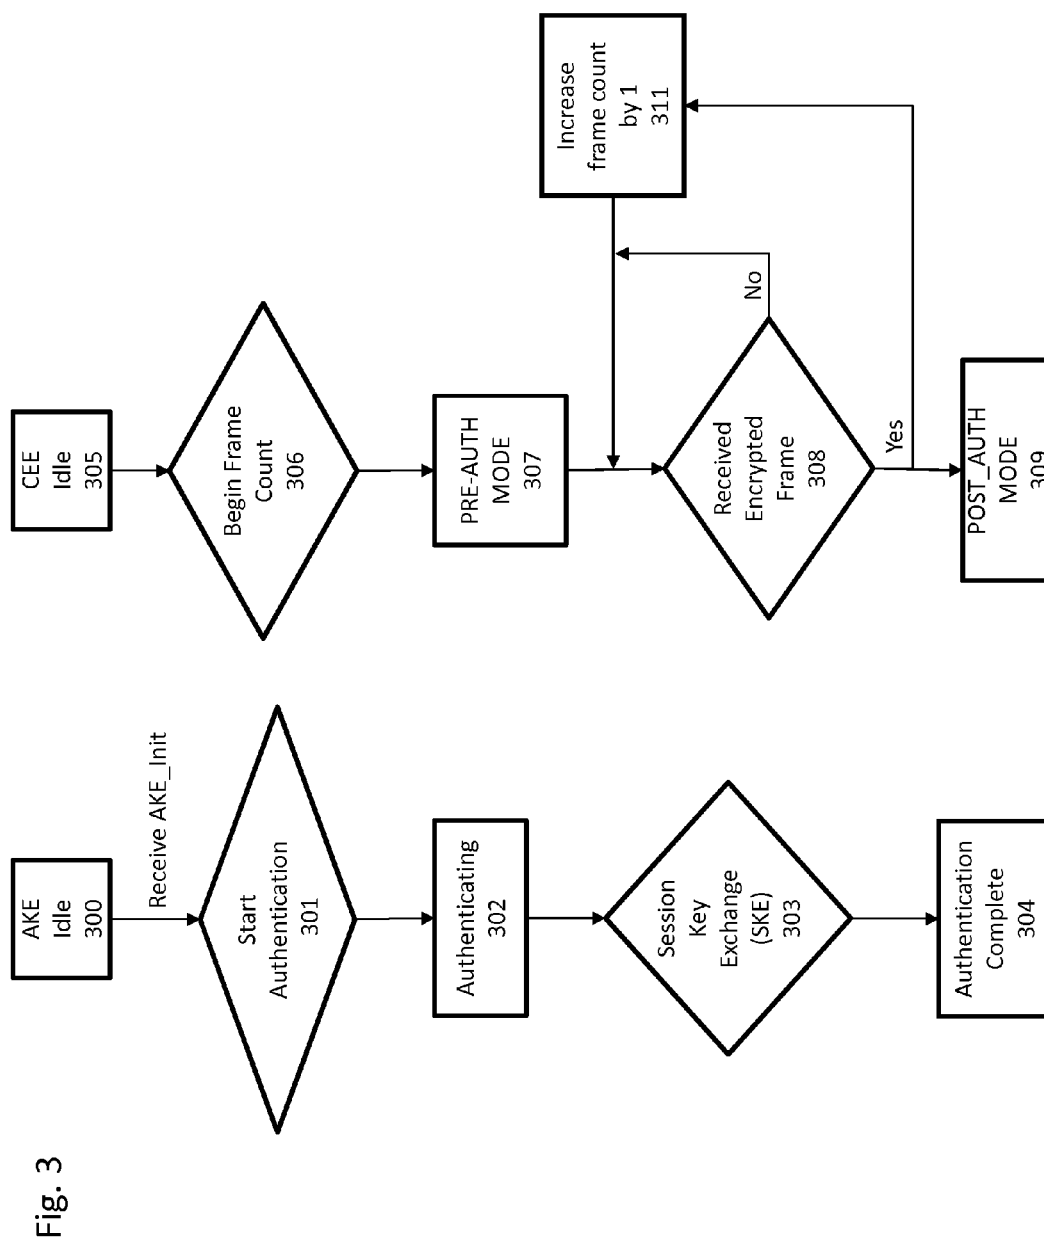 Fig. 3
AKE
Idle
300
Receive AKE_Init
Start
Authentication
301
Authenticating
302
Session
Key
Exchange
(SKE)
303
Authentication
Complete
304
CEE
Idle
305
Begin Frame
Count
306
PRE-AUTH
MODE
307
Received
Encrypted
Frame
308
No
Yes
Increase
frame count
by 1
311
POST_AUTH
MODE
309